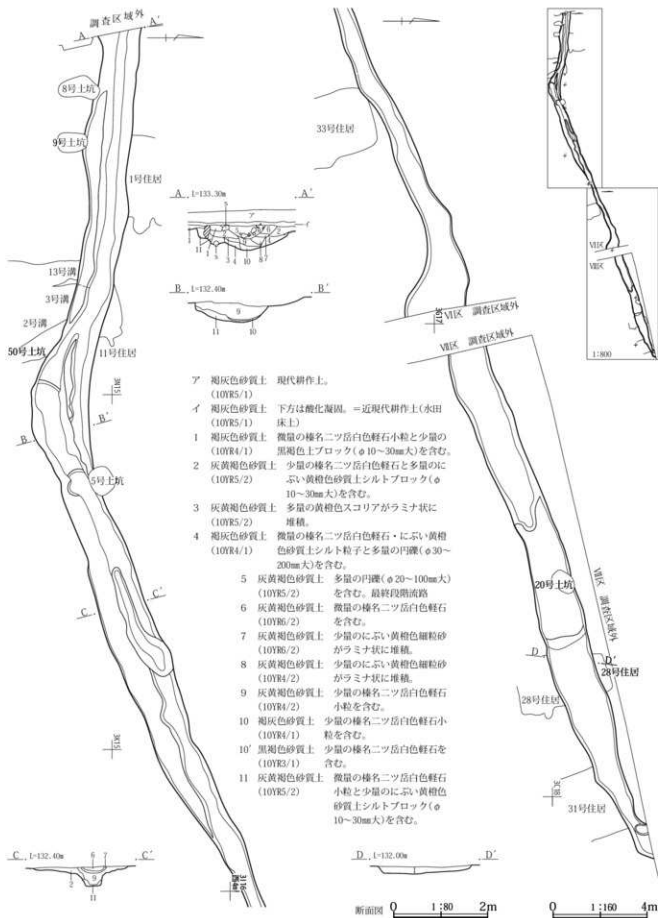 調査区域外
A
A′
8号土坑
9号土坑
1号住居
13号溝
3号溝
2号溝
50号土坑
11号住居
3M15
B
B′
5号土坑
C
C′
3K15
C L=132.40m C′
6 7
9
2
11
33号住居
A L=133.30m A′
ア
イ
B L=132.40m B′
9
11 10
3G17
Ⅶ区 調査区域外
Ⅶ区 調査区域外
20号土坑
調査区域外
D
D′
28号住居
28号住居
31号住居
D L=132.00m D′
Ⅶ区
Ⅷ区
1:800
ア 褐灰色砂質土 現代耕作土。
(10YR5/1)
イ 褐灰色砂質土 下方は酸化凝固。=近現代耕作土(水田
(10YR5/1) 床土)
1 褐灰色砂質土 微量の榛名二ツ岳白色軽石小粒と少量の
(10YR4/1) 黒褐色土ブロック(φ10～30㎜大)を含む。
2 灰黄褐色砂質土 少量の榛名二ツ岳白色軽石と多量のに
(10YR5/2) ぶい黄橙色砂質土シルトブロック(φ
10～30㎜大)を含む。
3 灰黄褐色砂質土 多量の黄橙色スコリアがラミナ状に
(10YR5/2) 堆積。
4 褐灰色砂質土 微量の榛名二ツ岳白色軽石・にぶい黄橙
(10YR4/1) 色砂質土シルト粒子と多量の円礫(φ30～
200㎜大)を含む。
5 灰黄褐色砂質土 多量の円礫(φ20～100㎜大)
(10YR5/2) を含む。最終段階流路
6 灰黄褐色砂質土 微量の榛名二ツ岳白色軽石
(10YR6/2) を含む。
7 灰黄褐色砂質土 少量のにぶい黄橙色細粒砂
(10YR6/2) がラミナ状に堆積。
8 灰黄褐色砂質土 少量のにぶい黄橙色細粒砂
(10YR4/2) がラミナ状に堆積。
9 灰黄褐色砂質土 少量の榛名二ツ岳白色軽石
(10YR4/2) 小粒を含む。
10 褐灰色砂質土 少量の榛名二ツ岳白色軽石小
(10YR4/1) 粒を含む。
10′ 黒褐色砂質土 少量の榛名二ツ岳白色軽石を
(10YR3/1) 含む。
11 灰黄褐色砂質土 微量の榛名二ツ岳白色軽石
(10YR5/2) 小粒と少量のにぶい黄橙色
砂質土シルトブロック(φ
10～30㎜大)を含む。
断面図 0 1:80 2m
0 1:160 4m